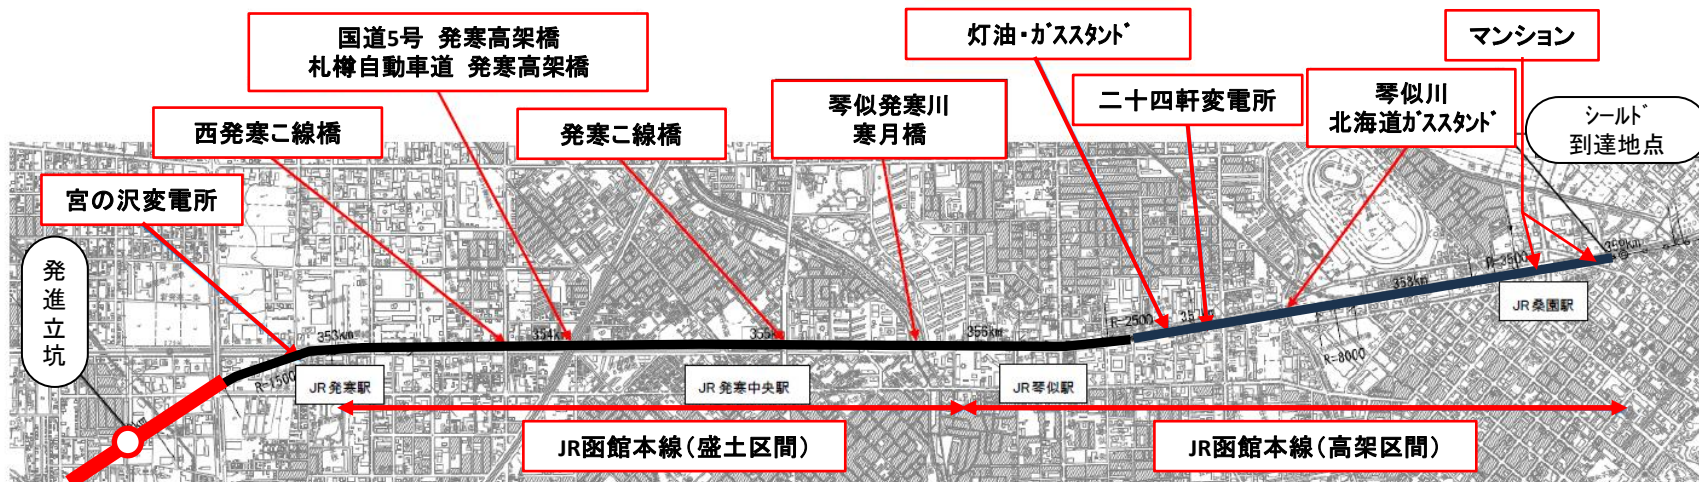 国道5号 発寒高架橋
札樽自動車道 発寒高架橋
灯油・ガススタンド
マンション
西発寒こ線橋
発寒こ線橋
琴似発寒川
寒月橋
二十四軒変電所
琴似川
北海道ガススタンド
シールド
到達地点
宮の沢変電所
発進立坑
353km
354k
355k
356km
R=2500
357
358km
R=3500
R=1500
R=8000
JR発寒駅
JR発寒中央駅
JR琴似駅
JR桑園駅
JR函館本線(盛土区間)
JR函館本線(高架区間)